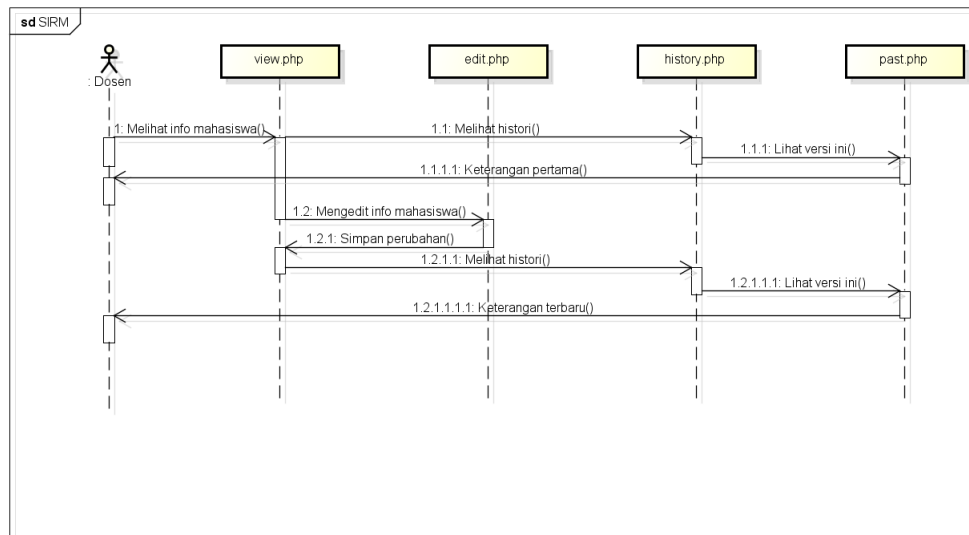 sd SIRM
: Dosen
view.php
edit.php
history.php
past.php
1: Melihat info mahasiswa()
1.1: Melihat histori()
1.1.1: Lihat versi ini()
1.1.1.1: Keterangan pertama()
1.2: Mengedit info mahasiswa()
1.2.1: Simpan perubahan()
1.2.1.1: Melihat histori()
1.2.1.1.1: Lihat versi ini()
1.2.1.1.1.1: Keterangan terbaru()